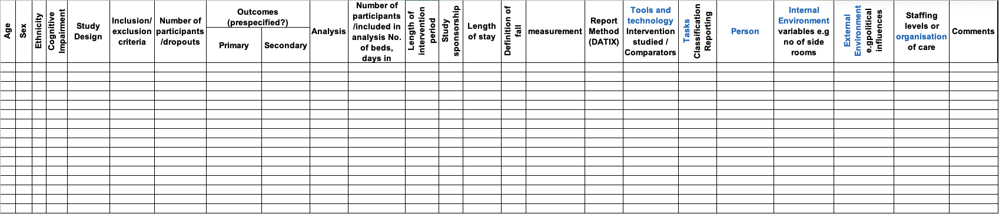 Age
Sex
Ethnicity
Cognitive
Impairment
Study
Design
Inclusion/
exclusion
criteria
Number of
participants
/dropouts
Outcomes
(prespecified?)
Primary
Secondary
Analysis
Number of
participants
/included in
analysis No.
of beds,
days in
Length of
intervention
period
Study
sponsorship
Length
of stay
Definition of
fall
measurement
Report
Method
(DATIX)
Tools and
technology
Intervention
studied /
Comparators
Tasks
Classification
Reporting
Person
Internal
Environment
variables e.g
no of side
rooms
External
Environment
e.gpolitical
influences
Staffing
levels or
organisation
of care
Comments